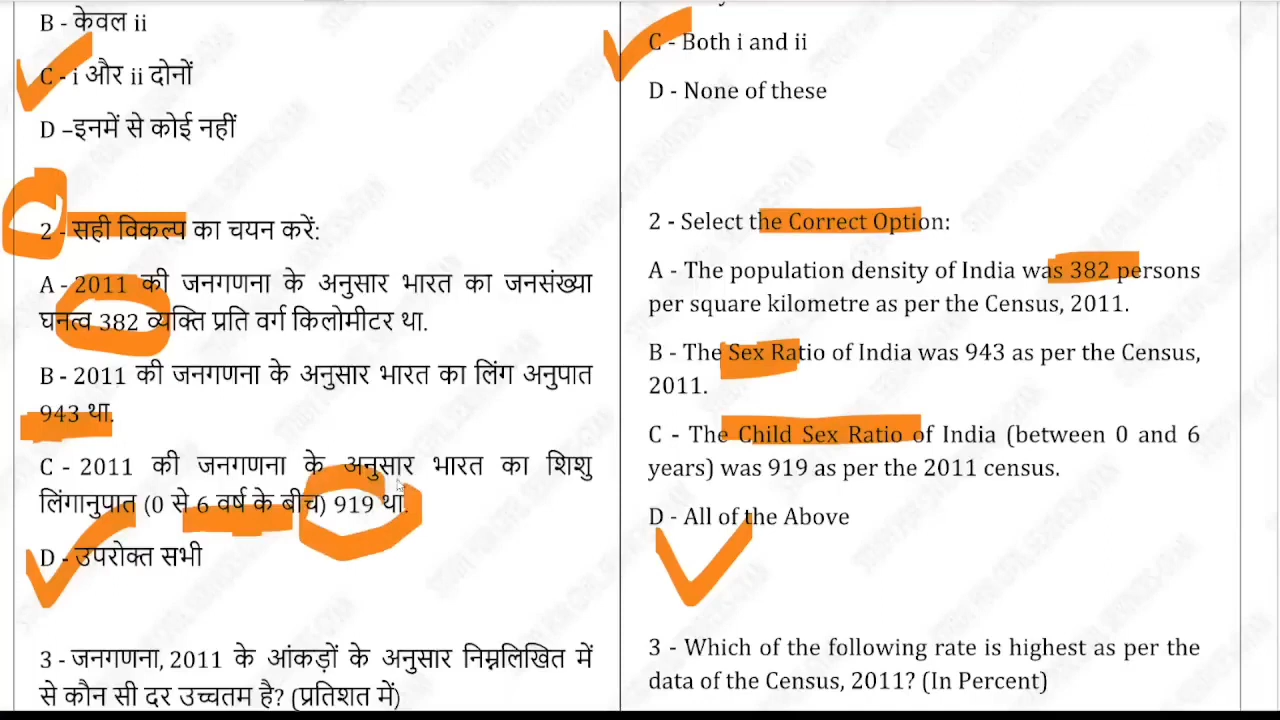 B - केवल ii
C - i और ii दोनों
D –इनमें से कोई नहीं
2 - सही विकल्प का चयन करें:
A - 2011 की जनगणना के अनुसार भारत का जनसंख्या
घनत्व 382 व्यक्ति प्रति वर्ग किलोमीटर था.
B - 2011 की जनगणना के अनुसार भारत का लिंग अनुपात
943 था.
C - 2011 की जनगणना के अनुसार भारत का शिशु
लिंगानुपात (0 से 6 वर्ष के बीच) 919 था.
D - उपरोक्त सभी
3 - जनगणना, 2011 के आंकड़ों के अनुसार निम्नलिखित में
से कौन सी दर उच्चतम है? (प्रतिशत में)
C - Both i and ii
D - None of these
2 - Select the Correct Option:
A - The population density of India was 382 persons
per square kilometre as per the Census, 2011.
B - The Sex Ratio of India was 943 as per the Census,
2011.
C - The Child Sex Ratio of India (between 0 and 6
years) was 919 as per the 2011 census.
D - All of the Above
3 - Which of the following rate is highest as per the
data of the Census, 2011? (In Percent)